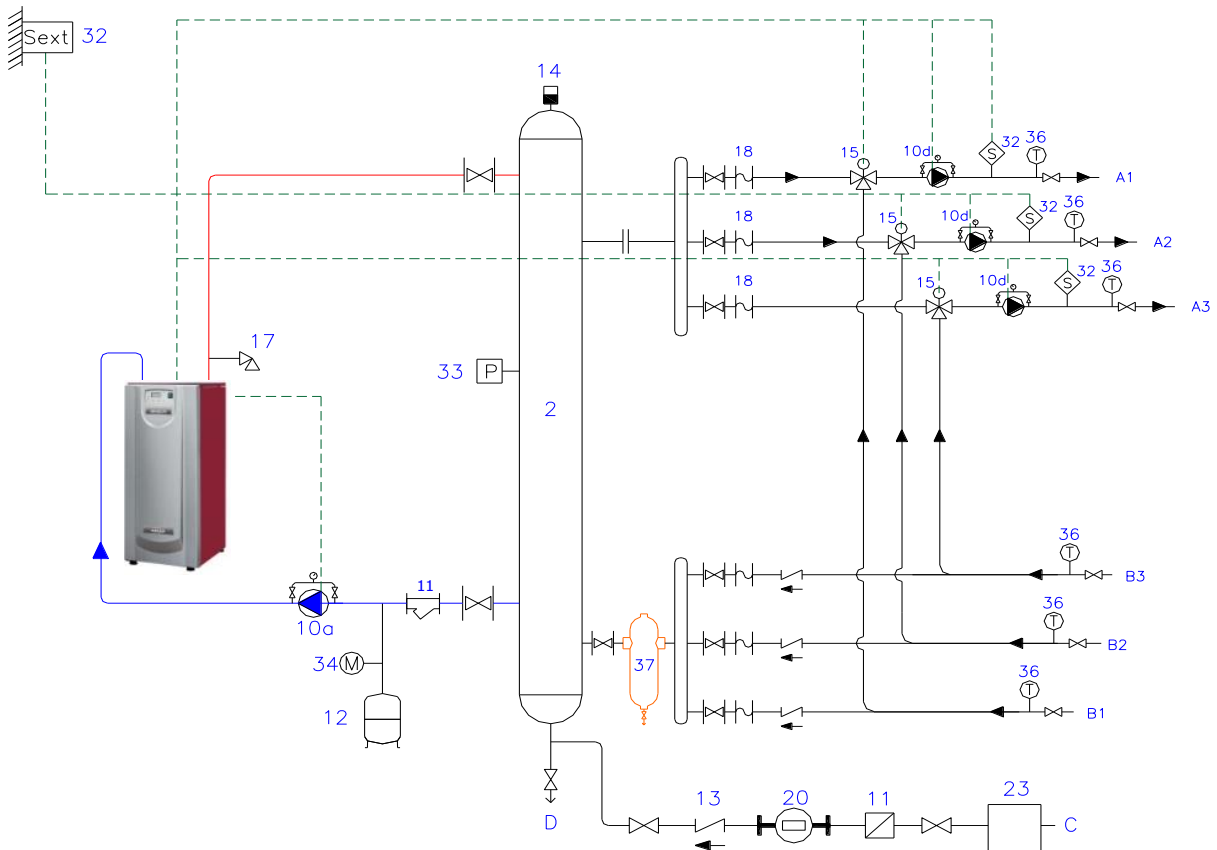 Sext 32
14
18 15 10d S 32 36 T A1
18 15 10d S 32 36 T A2
18 15 10d S 32 36 T A3
17
33 P
2
36 T B3
11
10a
36 T B2
37
34 M
36 T B1
12
13 20 11 23
D C